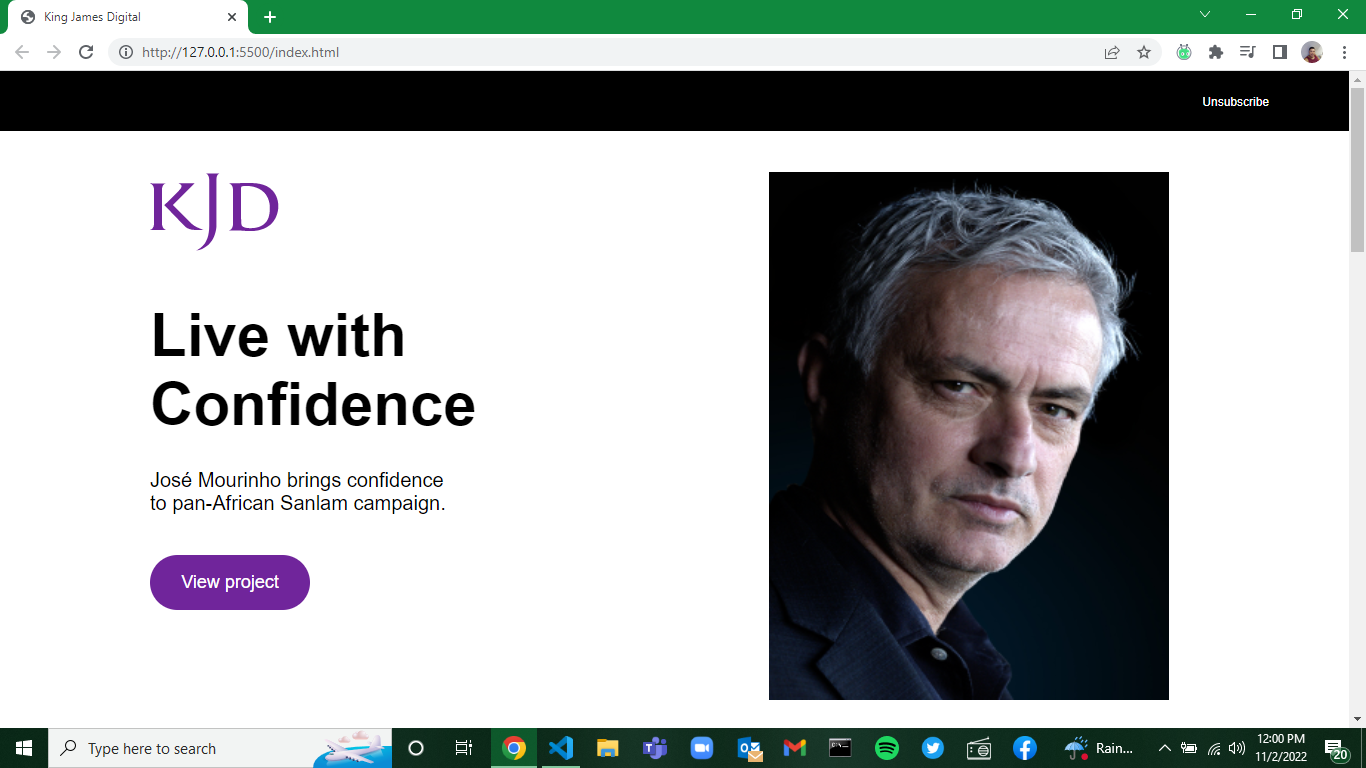 King James Digital
http://127.0.0.1:5500/index.html
Unsubscribe
KJD
Live with
Confidence
José Mourinho brings confidence
to pan-African Sanlam campaign.
View project
Type here to search
Rain...
12:00 PM
11/2/2022
20